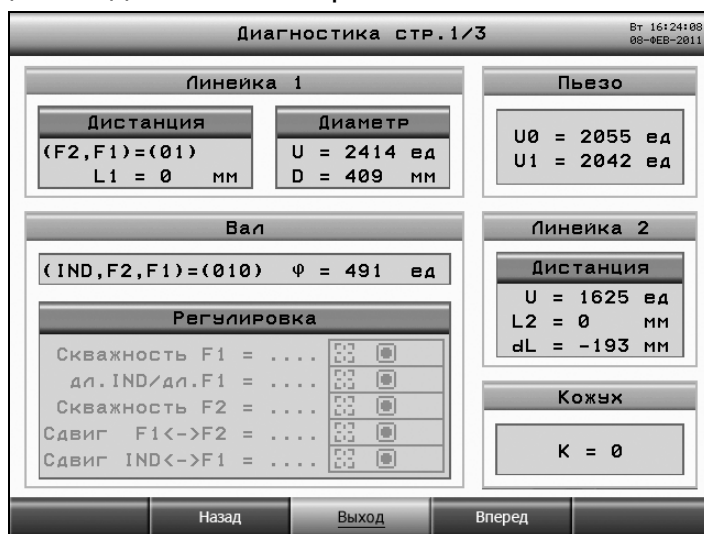 Диагностика стр.1/3
Вт 16:24:08
08-ФЕВ-2011
Линейка 1
Дистанция
(F2,F1)=(01)
L1 = 0 мм
Диаметр
U = 2414 ед
D = 409 мм
Пьезо
U0 = 2055 ед
U1 = 2042 ед
Вал
(IND,F2,F1)=(010) φ = 491 ед
Регулировка
Скважность F1 = ....
дл.IND/дл.F1 = ....
Скважность F2 = ....
Сдвиг F1<->F2 = ....
Сдвиг IND<->F1 = ....
Линейка 2
Дистанция
U = 1625 ед
L2 = 0 мм
dL = -193 мм
Кожух
K = 0
Назад
Выход
Вперед